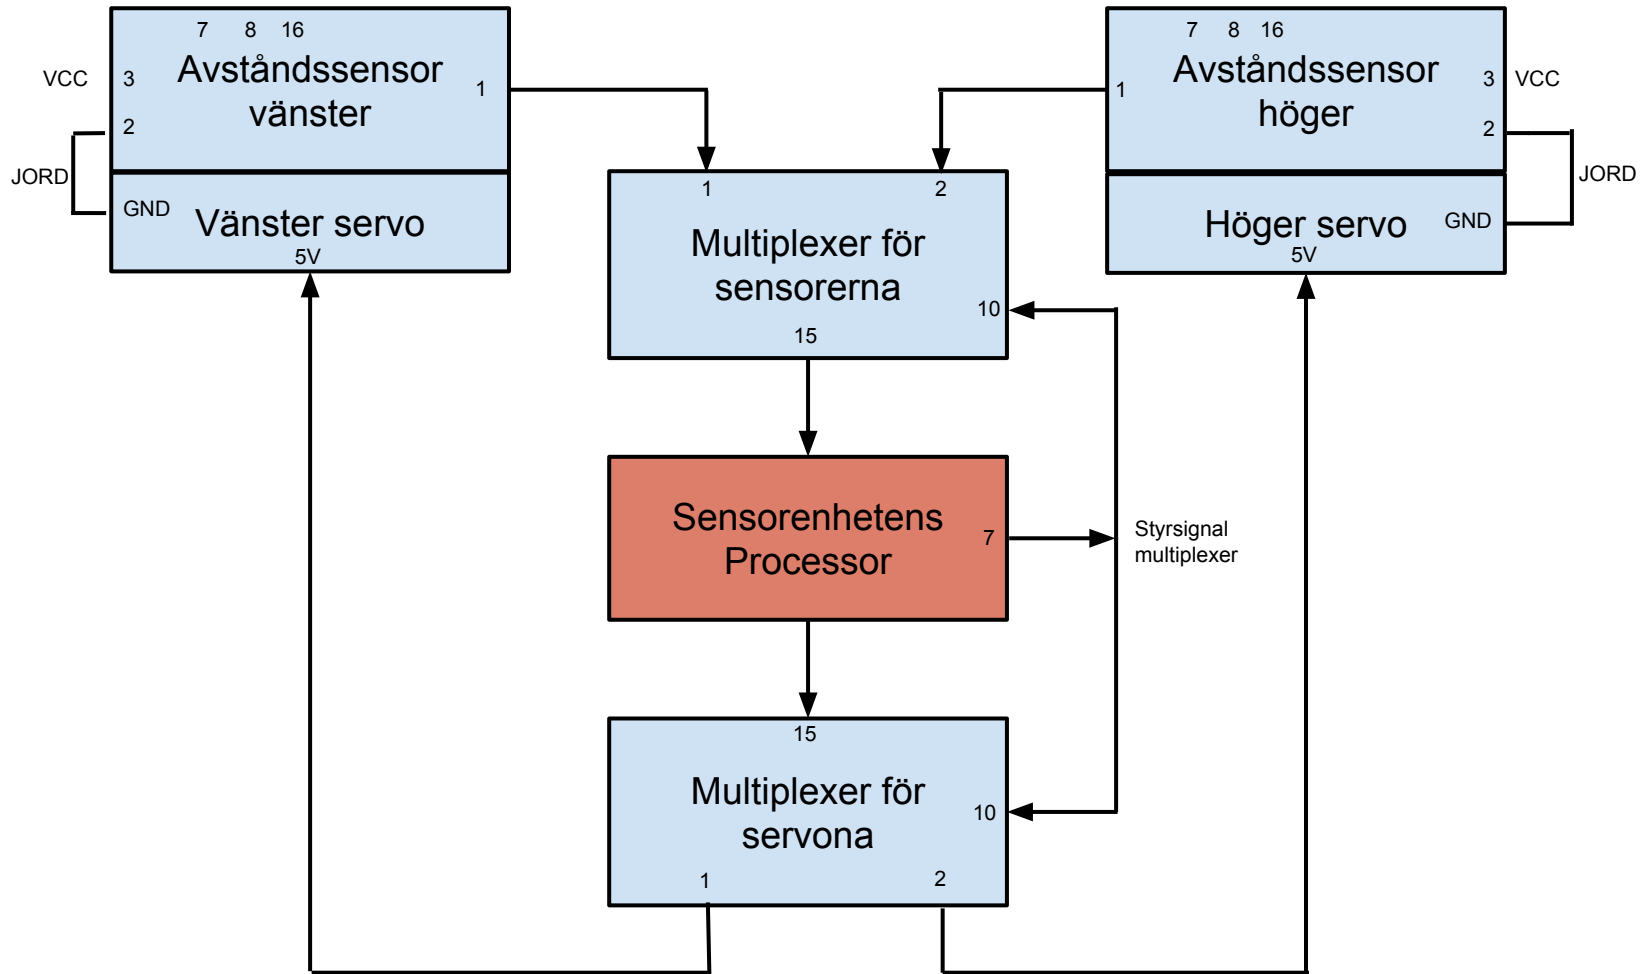 7 8 16
Avståndssensor
vänster
VCC 3
1
2
JORD
GND
Vänster servo
5V
7 8 16
Avståndssensor
höger
1
3 VCC
2
JORD
GND
Höger servo
5V
1 2
Multiplexer för
sensorerna
10
15
Sensorenhetens
Processor
7
Styrsignal
multiplexer
15
Multiplexer för
servona
10
1 2